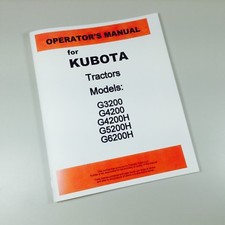 OPERATOR'S MANUAL
for
KUBOTA
Tractors
Models:
G3200
G4200
G4200H
G5200H
G6200H